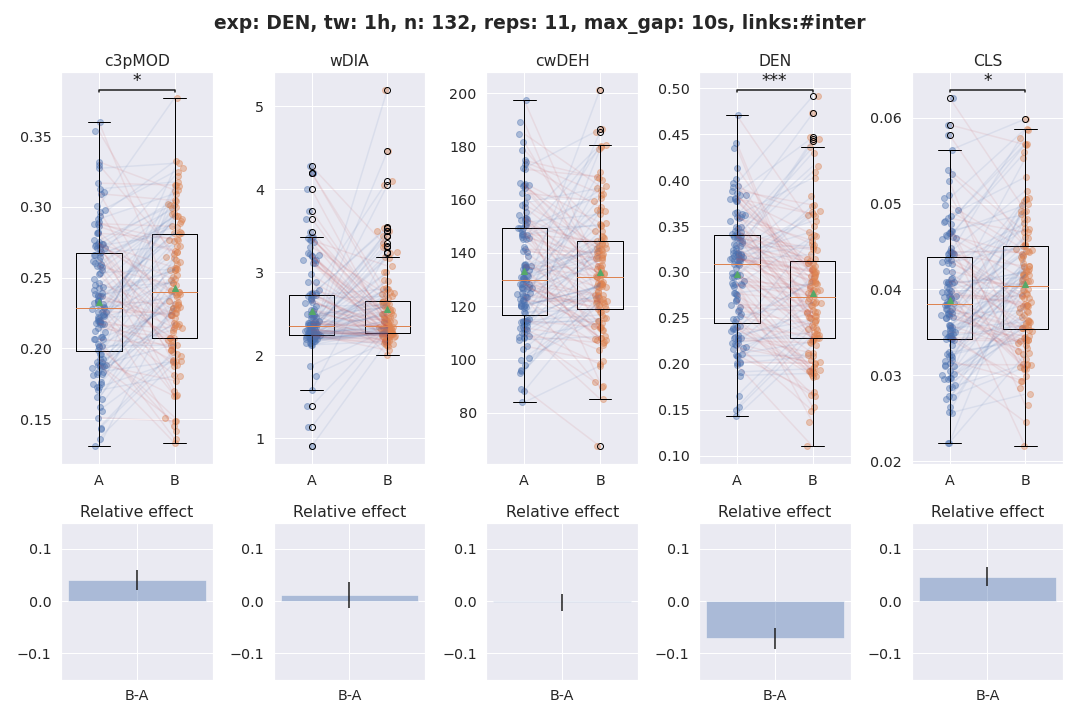 exp: DEN, tw: 1h, n: 132, reps: 11, max_gap: 10s, links:#inter
c3pMOD
wDIA
cwDEH
DEN
CLS
*
***
*
0.35
0.30
0.25
0.20
0.15
A
B
5
4
3
2
1
A
B
200
180
160
140
120
100
80
A
B
0.50
0.45
0.40
0.35
0.30
0.25
0.20
0.15
0.10
A
B
0.06
0.05
0.04
0.03
0.02
A
B
Relative effect
0.1
0.0
−0.1
B-A
Relative effect
0.1
0.0
−0.1
B-A
Relative effect
0.1
0.0
−0.1
B-A
Relative effect
0.1
0.0
−0.1
B-A
Relative effect
0.1
0.0
−0.1
B-A